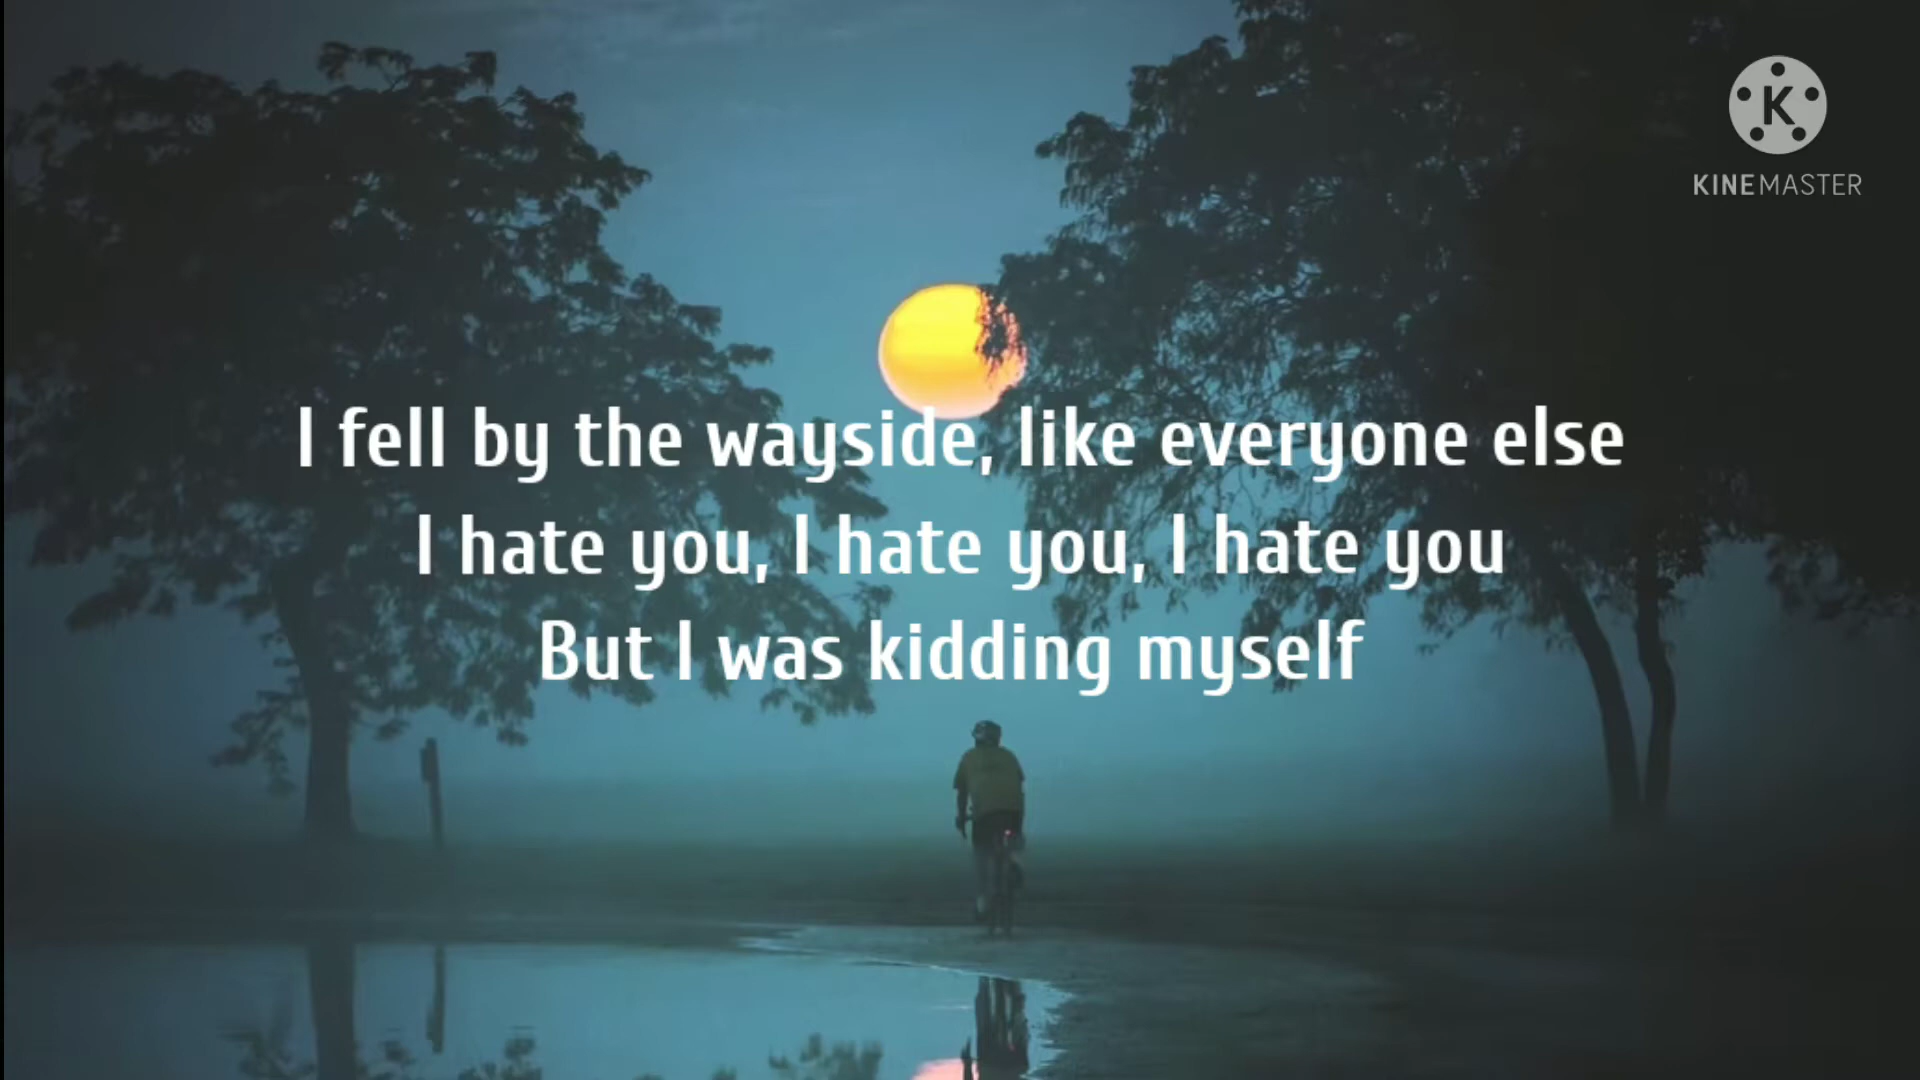 K
KINEMASTER
I fell by the wayside, like everyone else
I hate you, I hate you, I hate you
But I was kidding myself